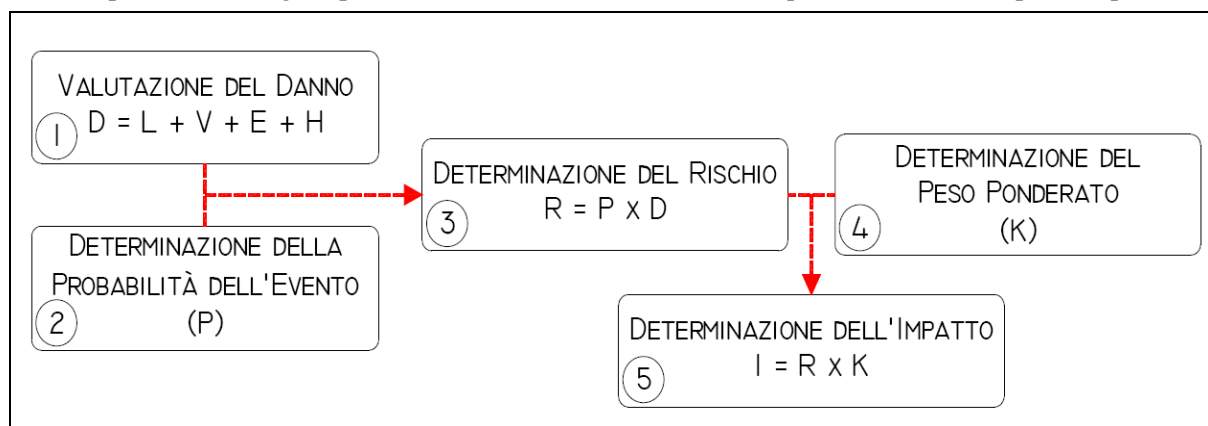 VALUTAZIONE DEL DANNO
D = L + V + E + H
1
DETERMINAZIONE DELLA
PROBABILITÀ DELL'EVENTO
(P)
2
DETERMINAZIONE DEL RISCHIO
R = P X D
3
DETERMINAZIONE DEL
PESO PONDERATO
(K)
4
DETERMINAZIONE DELL'IMPATTO
I = R X K
5